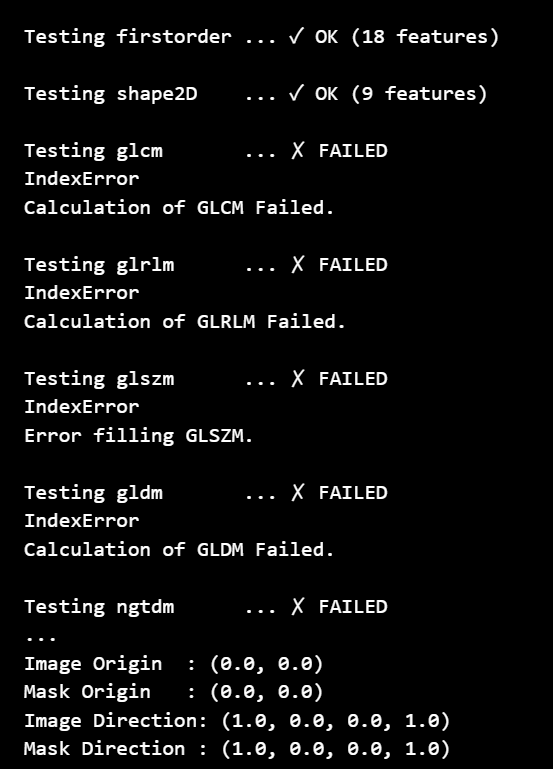 Testing firstorder ... ✓ OK (18 features)
Testing shape2D    ... ✓ OK (9 features)
Testing glcm       ... ✗ FAILED
IndexError
Calculation of GLCM Failed.
Testing glrlm      ... ✗ FAILED
IndexError
Calculation of GLRLM Failed.
Testing glszm      ... ✗ FAILED
IndexError
Error filling GLSZM.
Testing gldm       ... ✗ FAILED
IndexError
Calculation of GLDM Failed.
Testing ngtdm      ... ✗ FAILED
...
Image Origin  : (0.0, 0.0)
Mask Origin   : (0.0, 0.0)
Image Direction: (1.0, 0.0, 0.0, 1.0)
Mask Direction : (1.0, 0.0, 0.0, 1.0)